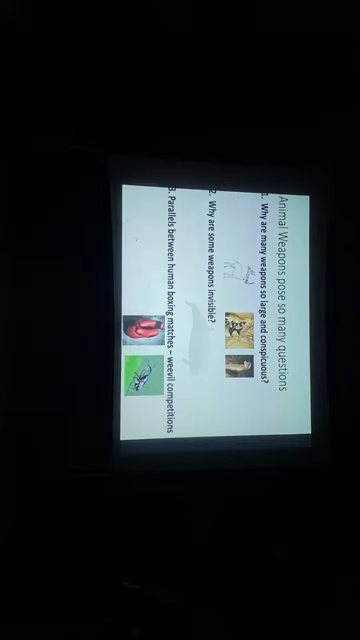 Animal Weapons pose so many questions
1. Why are many weapons so large and conspicuous?
2. Why are some weapons invisible?
3. Parallels between human boxing matches – weevil competitions